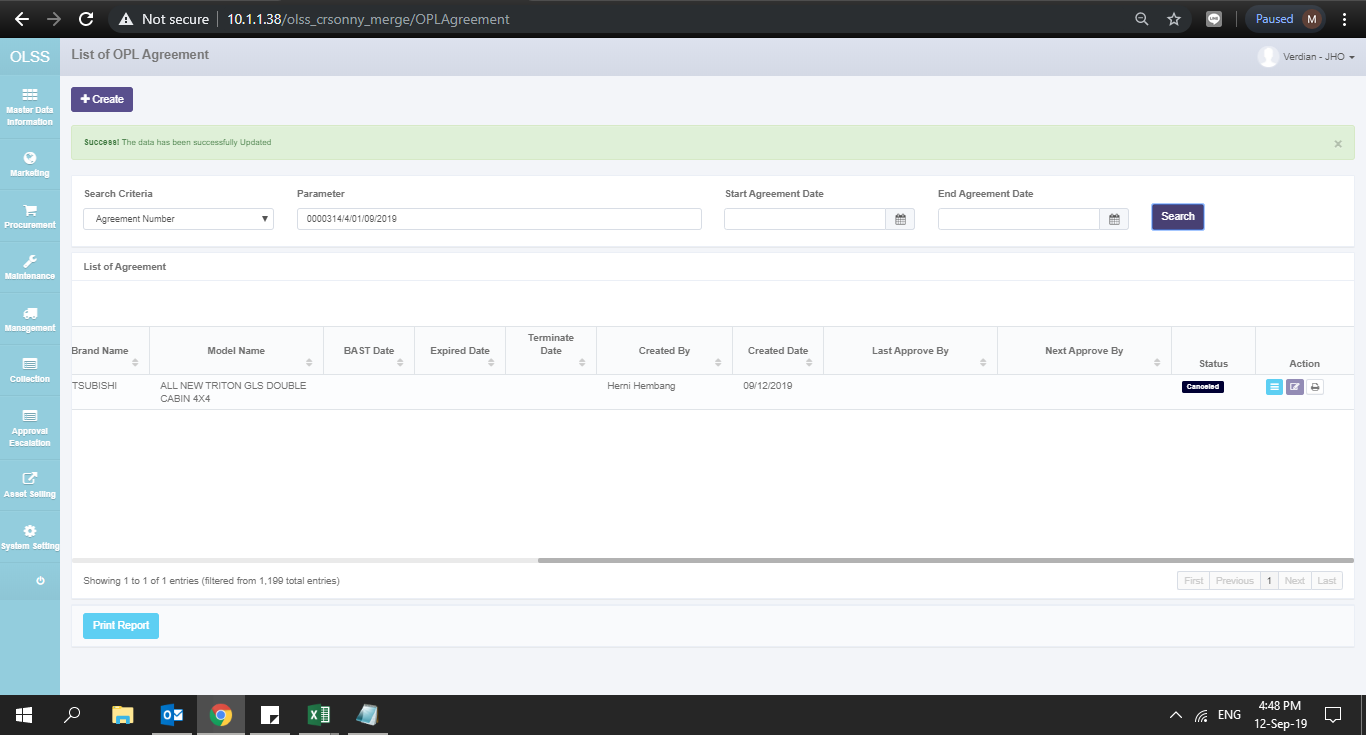 Not secure
10.1.1.38/olss_crsonny_merge/OPLAgreement
Paused
M
OLSS
List of OPL Agreement
Verdian - JHO
Master Data
Information
Marketing
Procurement
Maintenance
Management
Collection
Approval
Escalation
Asset Selling
System Setting
Create
Success! The data has been successfully Updated
×
Search Criteria
Parameter
Start Agreement Date
End Agreement Date
Agreement Number
0000314/4/01/09/2019
Search
List of Agreement
Brand Name
Model Name
BAST Date
Expired Date
Terminate
Date
Created By
Created Date
Last Approve By
Next Approve By
Status
Action
TSUBISHI
ALL NEW TRITON GLS DOUBLE
CABIN 4X4
Herni Hembang
09/12/2019
Canceled
Showing 1 to 1 of 1 entries (filtered from 1,199 total entries)
First
Previous
1
Next
Last
Print Report
ENG
4:48 PM
12-Sep-19